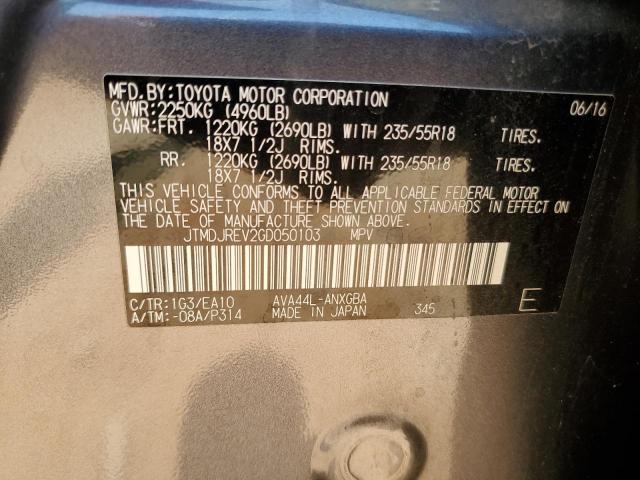 MFD.BY:TOYOTA MOTOR CORPORATION 06/16
GVWR:2250KG (4960LB)
GAWR:FRT. 1220KG (2690LB) WITH 235/55R18 TIRES.
18X7 1/2J RIMS.
RR. 1220KG (2690LB) WITH 235/55R18 TIRES.
18X7 1/2J RIMS.
THIS VEHICLE CONFORMS TO ALL APPLICABLE FEDERAL MOTOR
VEHICLE SAFETY AND THEFT PREVENTION STANDARDS IN EFFECT ON
THE DATE OF MANUFACTURE SHOWN ABOVE.
JTMDJREV2GD050103 MPV
C/TR:1G3/EA10 AVA44L-ANXGBA
A/TM:-08A/P314 MADE IN JAPAN 345 E